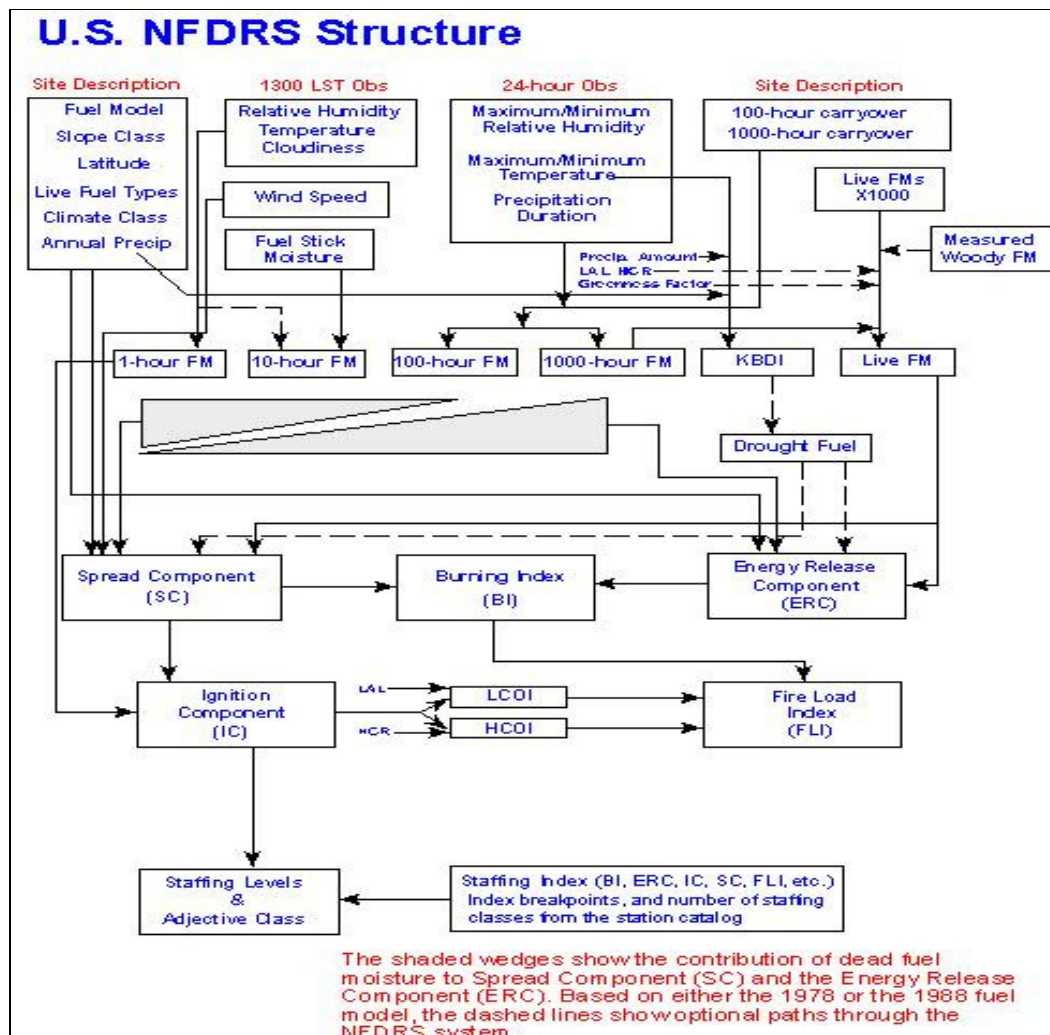 U.S. NFDRS Structure
Site Description
1300 LST Obs
24-hour Obs
Site Description
Fuel Model
Slope Class
Latitude
Live Fuel Types
Climate Class
Annual Precip
Relative Humidity
Temperature
Cloudiness
Wind Speed
Fuel Stick
Moisture
Maximum/Minimum
Relative Humidity
Maximum/Minimum
Temperature
Precipitation
Duration
100-hour carryover
1000-hour carryover
Live FMs
X1000
Measured
Woody FM
Precip. Amount
LAL, HCR
Greenness Factor
1-hour FM
10-hour FM
100-hour FM
1000-hour FM
KBDI
Live FM
Drought Fuel
Spread Component
(SC)
Burning Index
(BI)
Energy Release
Component
(ERC)
Ignition
Component
(IC)
LAL
HCR
LCOI
HCOI
Fire Load
Index
(FLI)
Staffing Levels
&
Adjective Class
Staffing Index (BI, ERC, IC, SC, FLI, etc.)
Index breakpoints, and number of staffing
classes from the station catalog
The shaded wedges show the contribution of dead fuel
moisture to Spread Component (SC) and the Energy Release
Component (ERC). Based on either the 1978 or the 1988 fuel
model, the dashed lines show optional paths through the
NFDRS system.